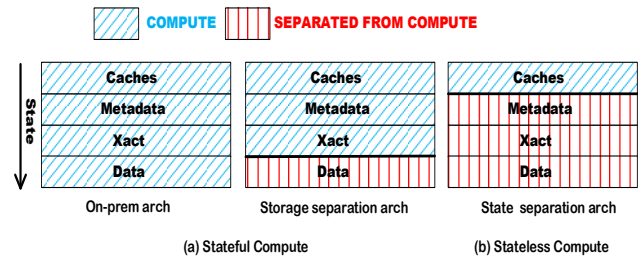 COMPUTE SEPARATED FROM COMPUTE
State
Caches Caches Caches
Metadata Metadata Metadata
Xact Xact Xact
Data Data Data
On-prem arch Storage separation arch State separation arch
(a) Stateful Compute (b) Stateless Compute